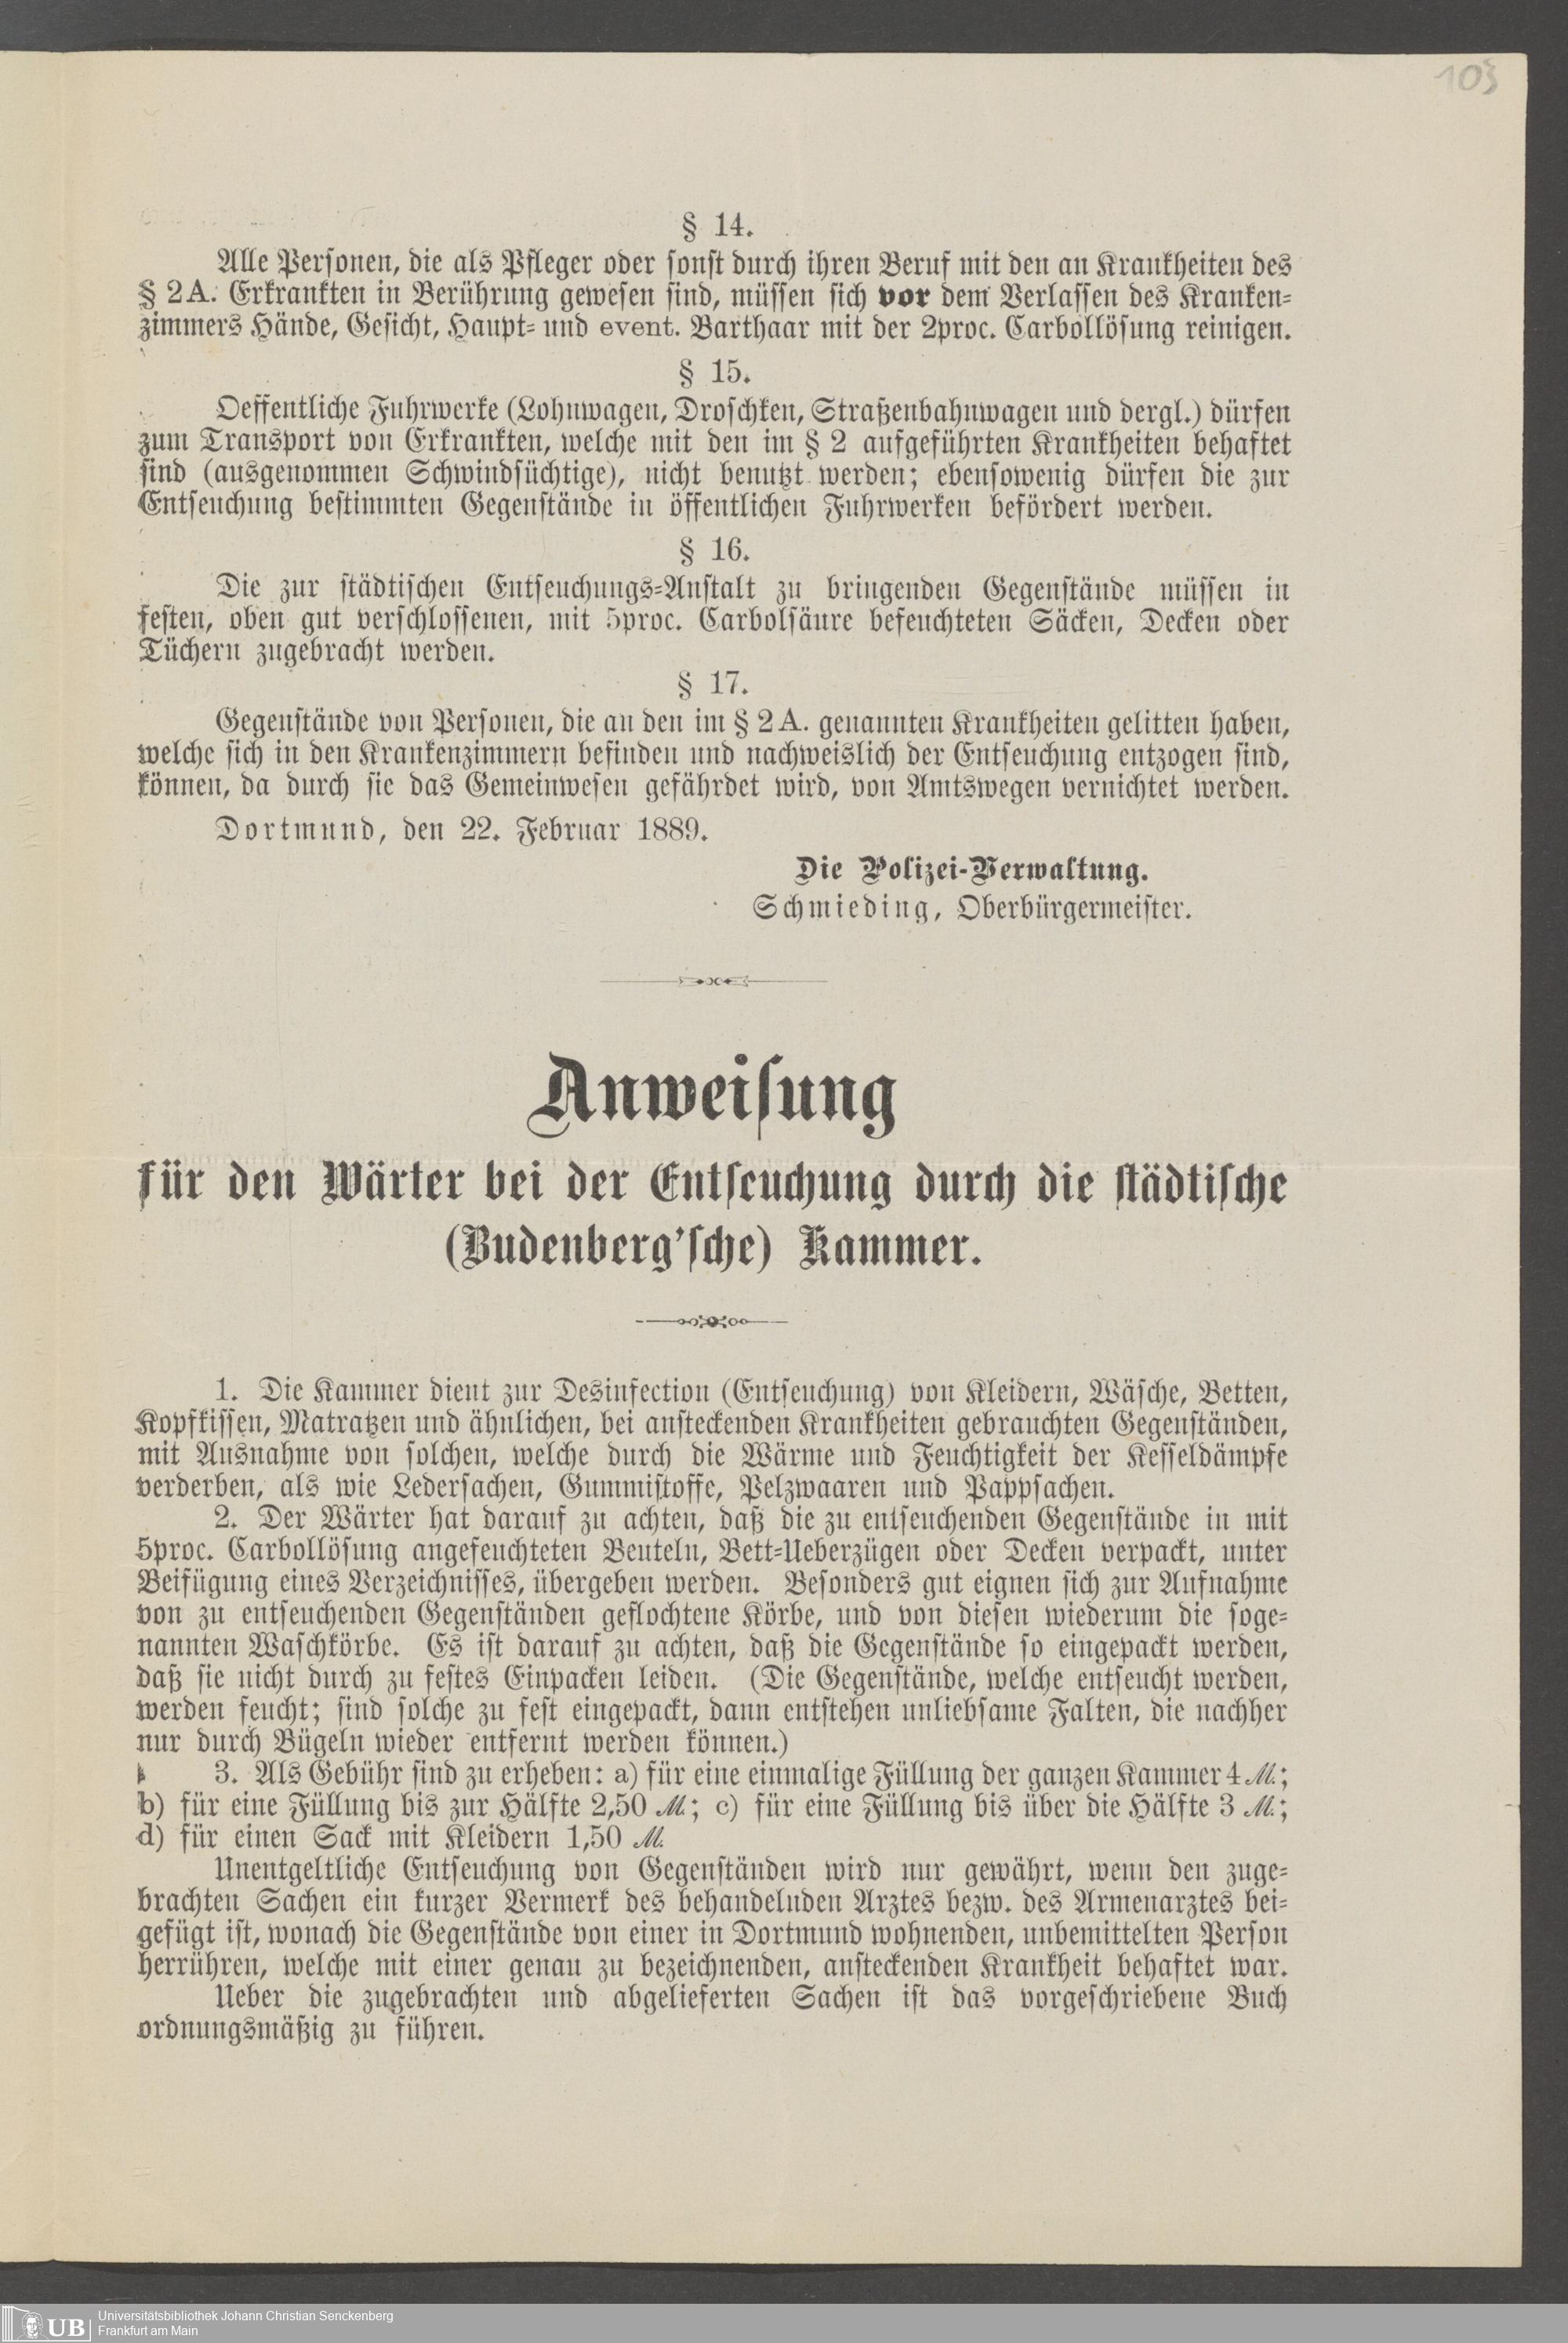 103
§ 14.
Alle Personen, die als Pfleger oder sonst durch ihren Beruf mit den an Krankheiten des
§ 2 A. Erkrankten in Berührung gewesen sind, müssen sich vor dem Verlassen des Kranken-
zimmers Hände, Gesicht, Haupt- und event. Barthaar mit der 2proc. Carbollösung reinigen.
§ 15.
Oeffentliche Fuhrwerke (Lohnwagen, Droschken, Straßenbahnwagen und dergl.) dürfen
zum Transport von Erkrankten, welche mit den im § 2 aufgeführten Krankheiten behaftet
sind (ausgenommen Schwindsüchtige), nicht benutzt werden; ebensowenig dürfen die zur
Entseuchung bestimmten Gegenstände in öffentlichen Fuhrwerken befördert werden.
§ 16.
Die zur städtischen Entseuchungs-Anstalt zu bringenden Gegenstände müssen in
festen, oben gut verschlossenen, mit 5proc. Carbolsäure befeuchteten Säcken, Decken oder
Tüchern zugebracht werden.
§ 17.
Gegenstände von Personen, die an den im § 2 A. genannten Krankheiten gelitten haben,
welche sich in den Krankenzimmern befinden und nachweislich der Entseuchung entzogen sind,
können, da durch sie das Gemeinwesen gefährdet wird, von Amtswegen vernichtet werden.
Dortmund, den 22. Februar 1889.
Die Polizei-Verwaltung.
Schmieding, Oberbürgermeister.
Anweisung
für den Wärter bei der Entseuchung durch die städtische
(Budenberg'sche) Kammer.
1. Die Kammer dient zur Desinfection (Entseuchung) von Kleidern, Wäsche, Betten,
Kopfkissen, Matratzen und ähnlichen, bei ansteckenden Krankheiten gebrauchten Gegenständen,
mit Ausnahme von solchen, welche durch die Wärme und Feuchtigkeit der Kesseldämpfe
verderben, als wie Ledersachen, Gummistoffe, Pelzwaaren und Pappsachen.
2. Der Wärter hat darauf zu achten, daß die zu entseuchenden Gegenstände in mit
5proc. Carbollösung angefeuchteten Beuteln, Bett-Ueberzügen oder Decken verpackt, unter
Beifügung eines Verzeichnisses, übergeben werden. Besonders gut eignen sich zur Aufnahme
von zu entseuchenden Gegenständen geflochtene Körbe, und von diesen wiederum die soge-
nannten Waschkörbe. Es ist darauf zu achten, daß die Gegenstände so eingepackt werden,
daß sie nicht durch zu festes Einpacken leiden. (Die Gegenstände, welche entseucht werden,
werden feucht; sind solche zu fest eingepackt, dann entstehen unliebsame Falten, die nachher
nur durch Bügeln wieder entfernt werden können.)
3. Als Gebühr sind zu erheben: a) für eine einmalige Füllung der ganzen Kammer 4 M.;
b) für eine Füllung bis zur Hälfte 2,50 M.; c) für eine Füllung bis über die Hälfte 3 M.;
d) für einen Sack mit Kleidern 1,50 M.
Unentgeltliche Entseuchung von Gegenständen wird nur gewährt, wenn den zuge-
brachten Sachen ein kurzer Vermerk des behandelnden Arztes bezw. des Armenarztes bei-
gefügt ist, wonach die Gegenstände von einer in Dortmund wohnenden, unbemittelten Person
herrühren, welche mit einer genau zu bezeichnenden, ansteckenden Krankheit behaftet war.
Ueber die zugebrachten und abgelieferten Sachen ist das vorgeschriebene Buch
ordnungsmäßig zu führen.
UB
Universitätsbibliothek Johann Christian Senckenberg
Frankfurt am Main